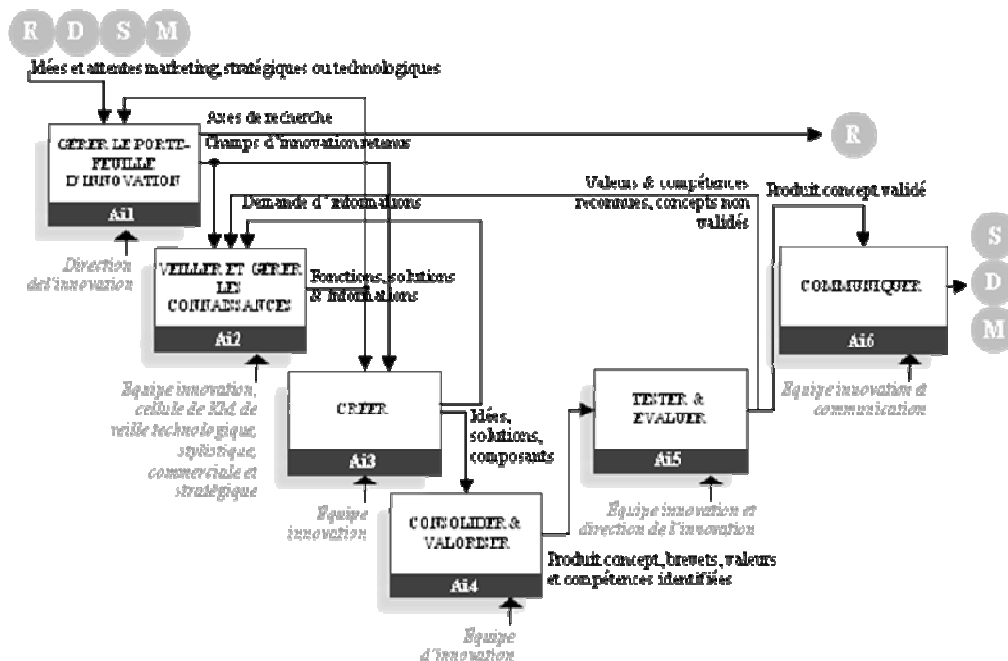 R D S M
Idées et attentes marketing, stratégiques ou technologiques
Axes de recherche
R
Champs d'innovation retenus
GERER LE PORTE-
FEUILLE
D'INNOVATION
Ai1
Direction
de l'innovation
Demande d'informations
Valeurs & compétences
reconnues, concepts non
validés
Produit concept validé
VEILLER ET GERER
LES
CONNAISSANCES
Ai2
Fonctions, solutions
& informations
COMMUNIQUER
Ai6
S
D
M
Equipe innovation,
cellule de KM, de
veille technologique,
stylistique,
commerciale et
stratégique
Equipe innovation et
communication
CREER
Ai3
Idées,
solutions,
composants
TESTER &
EVALUER
Ai5
Equipe
innovation
Equipe innovation et
direction de l'innovation
CONSOLIDER &
VALORISER
Ai4
Produit concept, brevets, valeurs
et compétences identifiées
Equipe
d'innovation